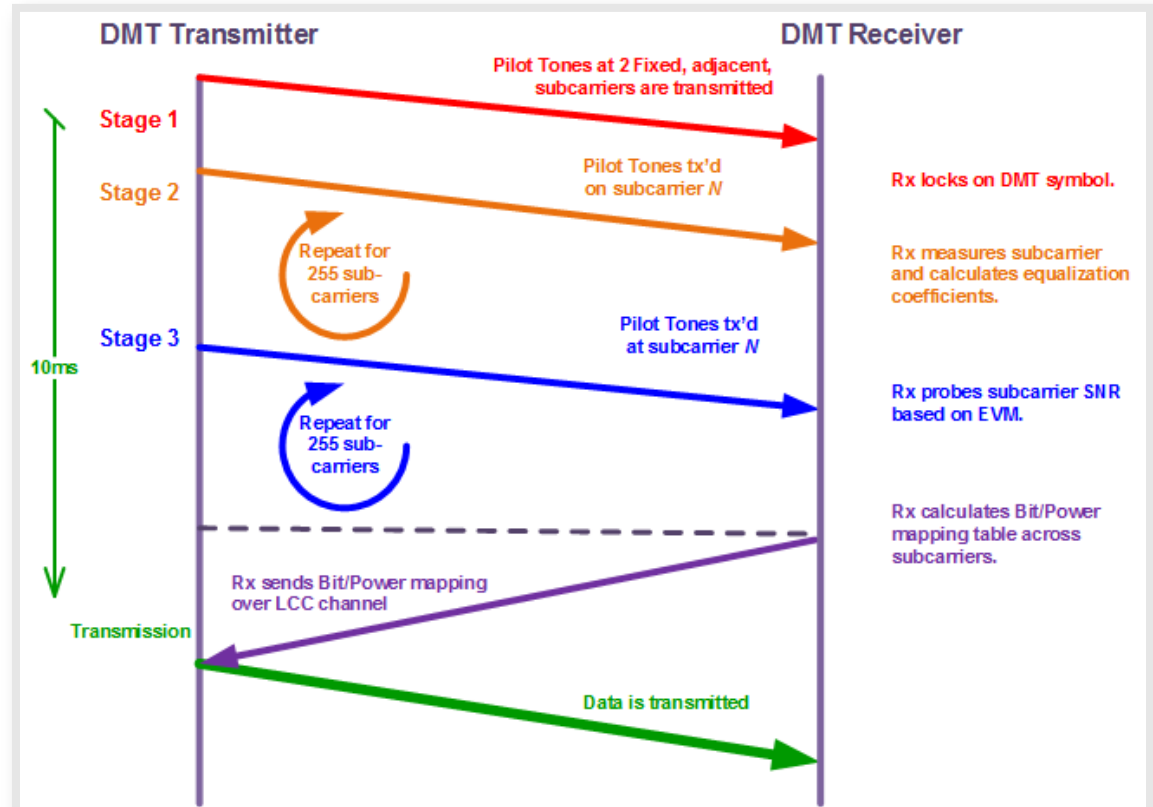 DMT Transmitter
DMT Receiver
Pilot Tones at 2 Fixed, adjacent,
subcarriers are transmitted
Stage 1
Pilot Tones tx'd
on subcarrier N
Rx locks on DMT symbol.
Stage 2
Repeat for
255 sub-
carriers
Rx measures subcarrier
and calculates equalization
coefficients.
Stage 3
Pilot Tones tx'd
at subcarrier N
10ms
Rx probes subcarrier SNR
based on EVM.
Repeat for
255 sub-
carriers
Rx calculates Bit/Power
mapping table across
subcarriers.
Rx sends Bit/Power mapping
over LCC channel
Transmission
Data is transmitted